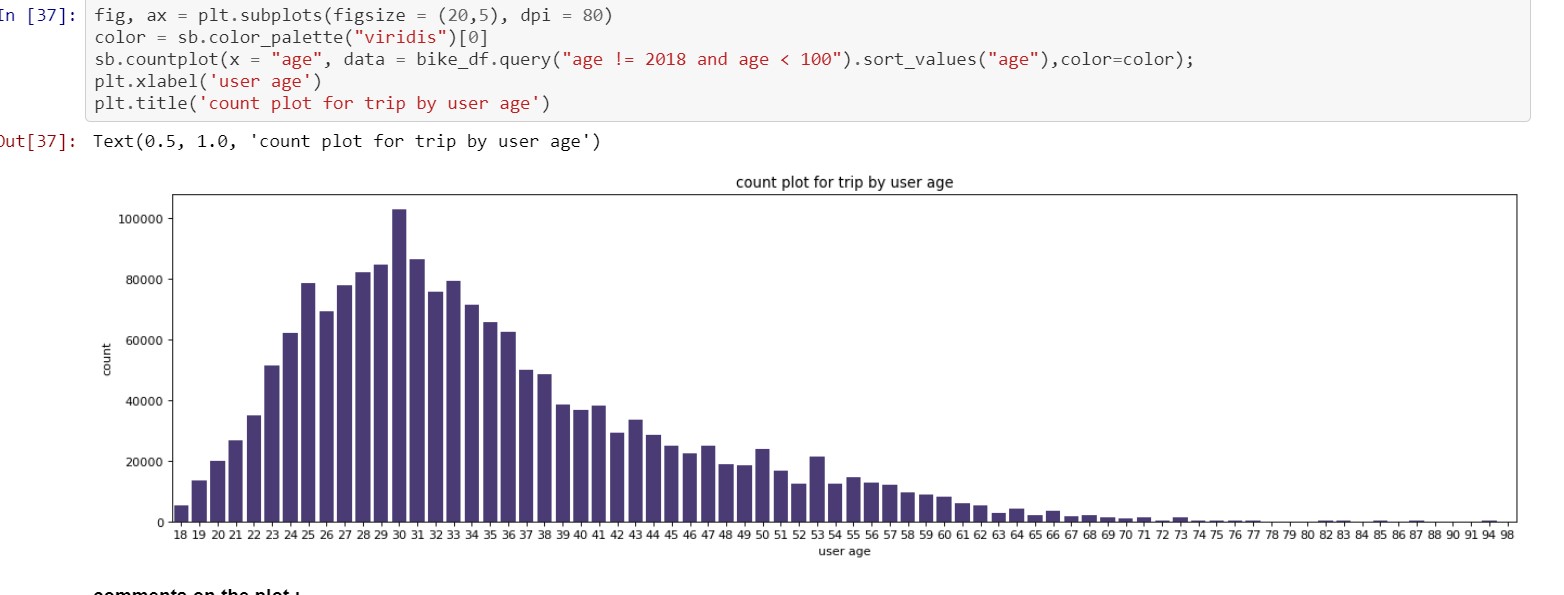 In [37]: fig, ax = plt.subplots(figsize = (20,5), dpi = 80)
color = sb.color_palette("viridis")[0]
sb.countplot(x = "age", data = bike_df.query("age != 2018 and age < 100").sort_values("age"),color=color);
plt.xlabel('user age')
plt.title('count plot for trip by user age')
Out[37]: Text(0.5, 1.0, 'count plot for trip by user age')
count plot for trip by user age
100000
80000
60000
40000
20000
0
count
18 19 20 21 22 23 24 25 26 27 28 29 30 31 32 33 34 35 36 37 38 39 40 41 42 43 44 45 46 47 48 49 50 51 52 53 54 55 56 57 58 59 60 61 62 63 64 65 66 67 68 69 70 71 72 73 74 75 76 77 78 79 80 82 83 84 85 86 87 88 90 91 94 98
user age
comments on the plot :